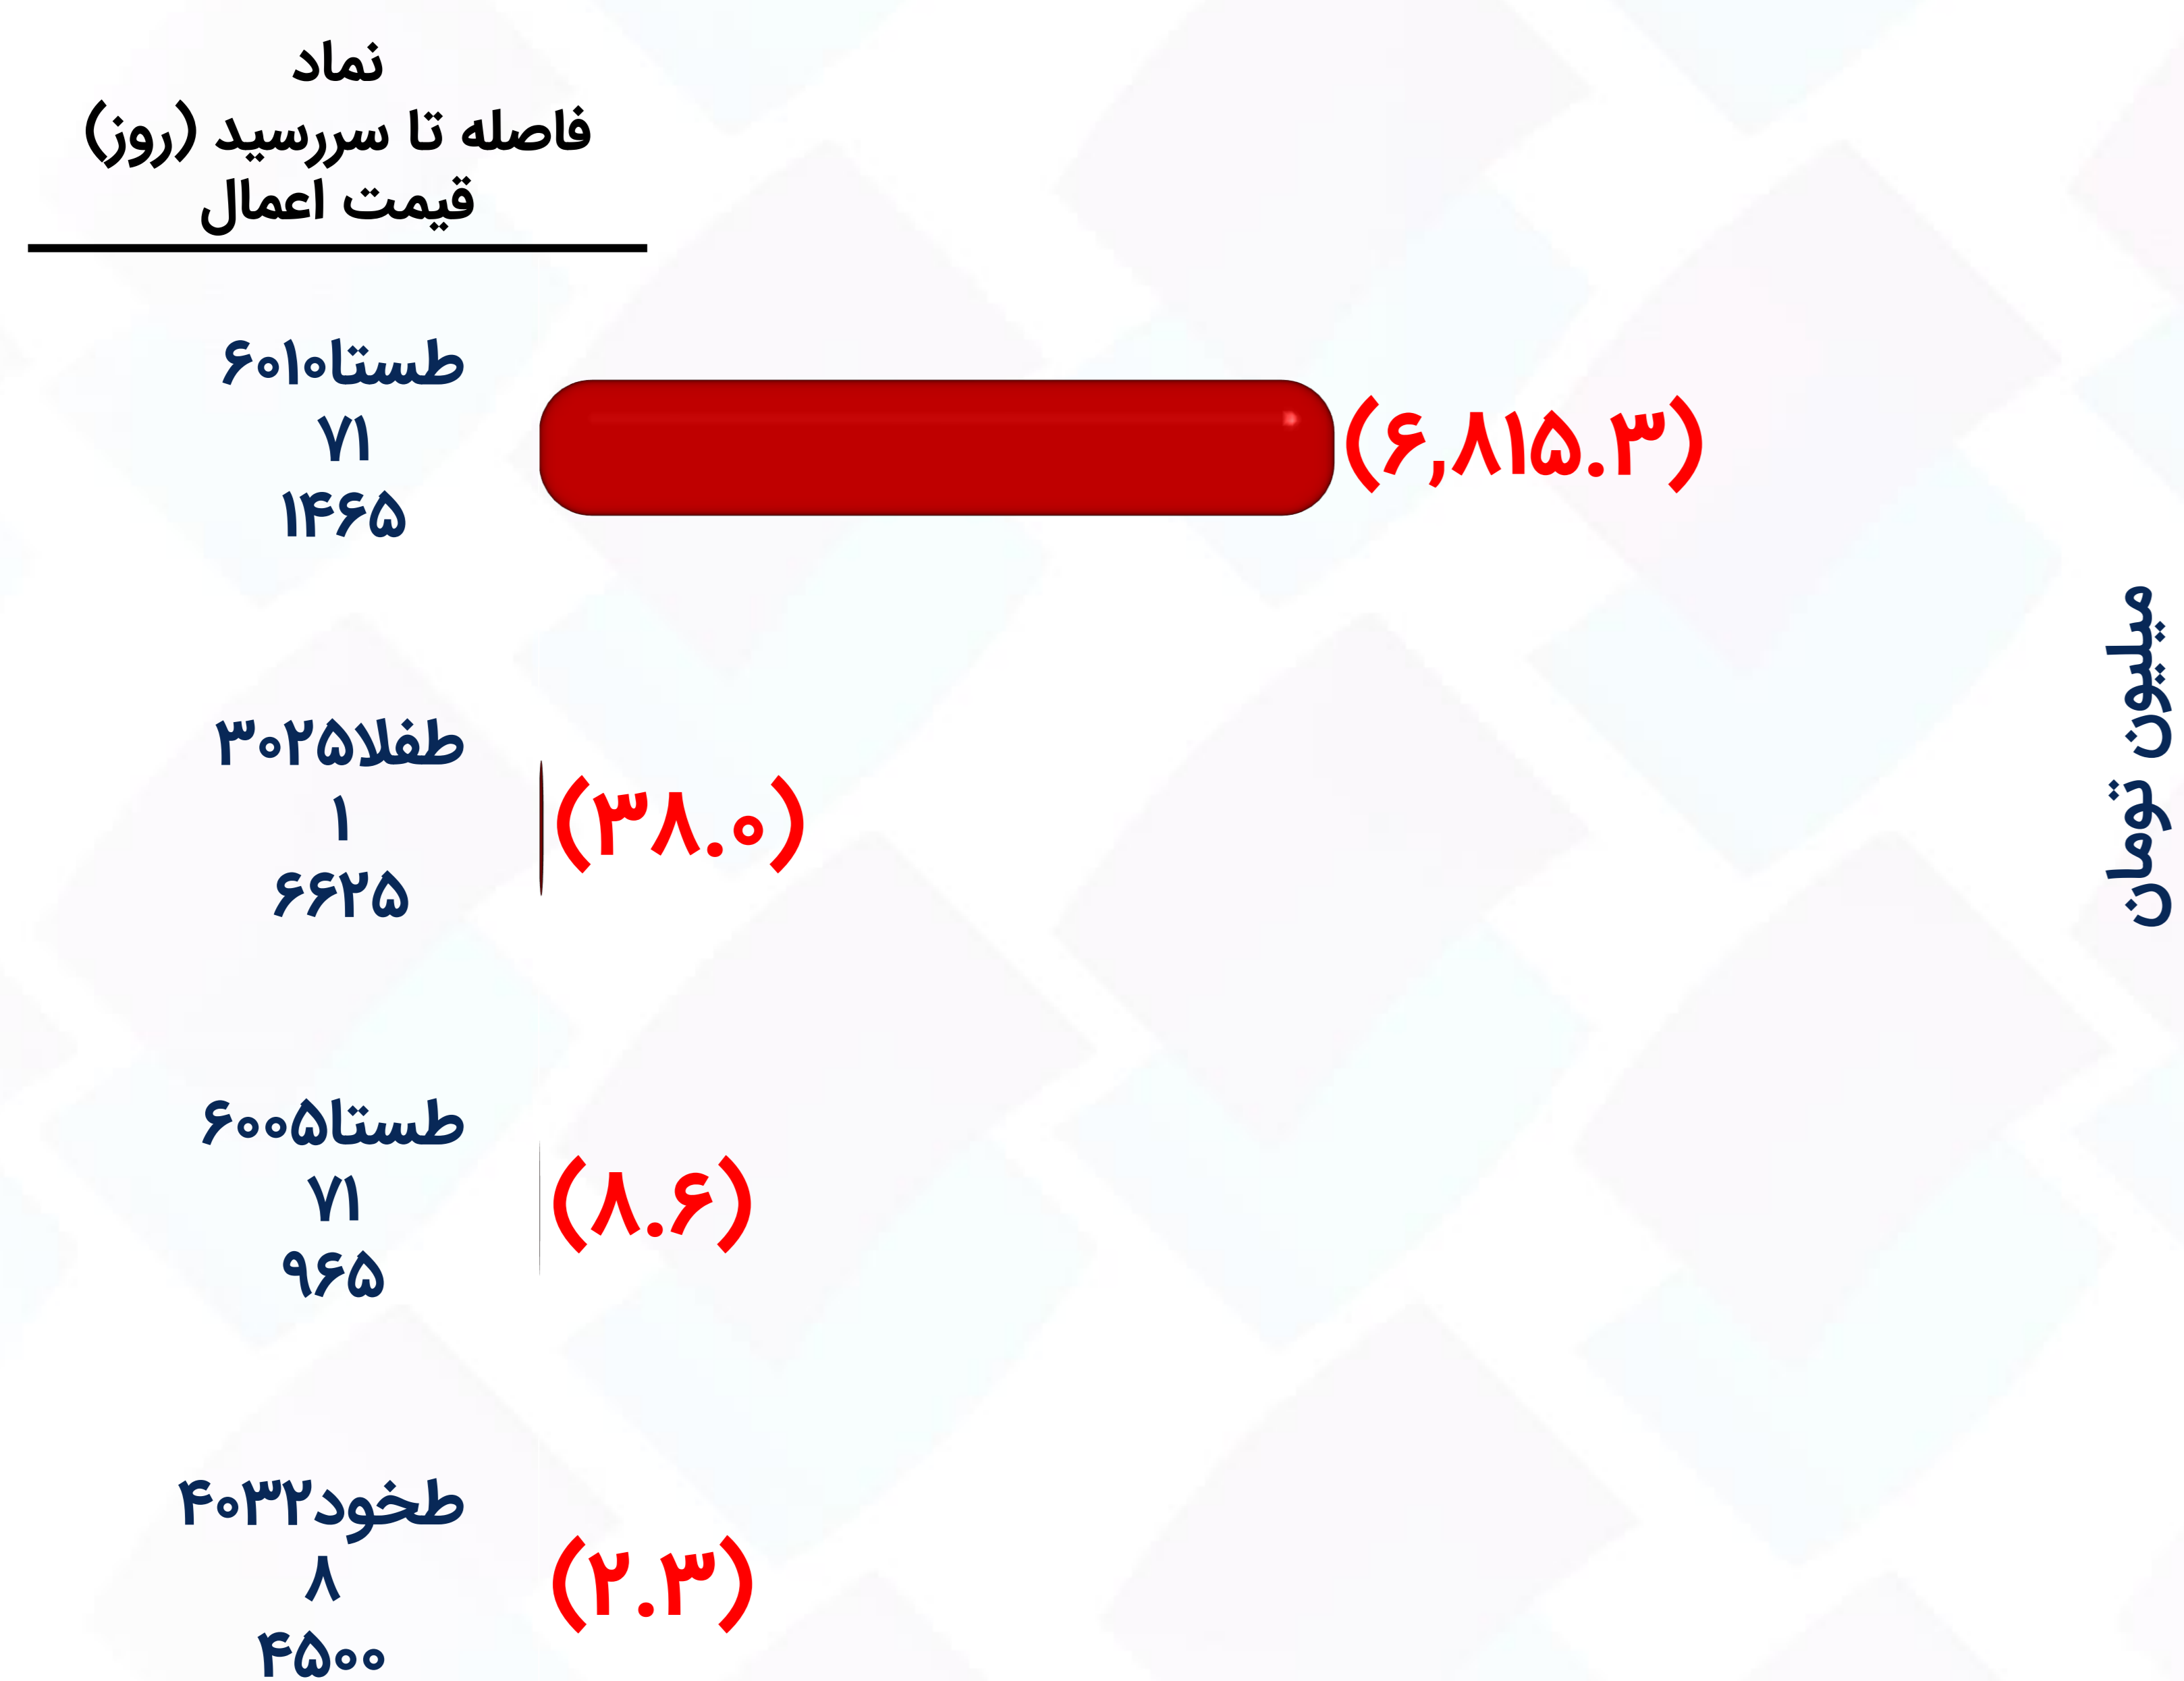 نماد
فاصله تا سررسید (روز)
قیمت اعمال
طستا۶۰۱۰
۷۱
۱۴۶۵
(۶,۸۱۵.۳)
طفلا۳۰۲۵
۱
۶۶۲۵
(۳۸.۰)
طستا۶۰۰۵
۷۱
۹۶۵
(۸.۶)
طخود۴۰۳۲
۸
۴۵۰۰
(۲.۳)
میلیون تومان